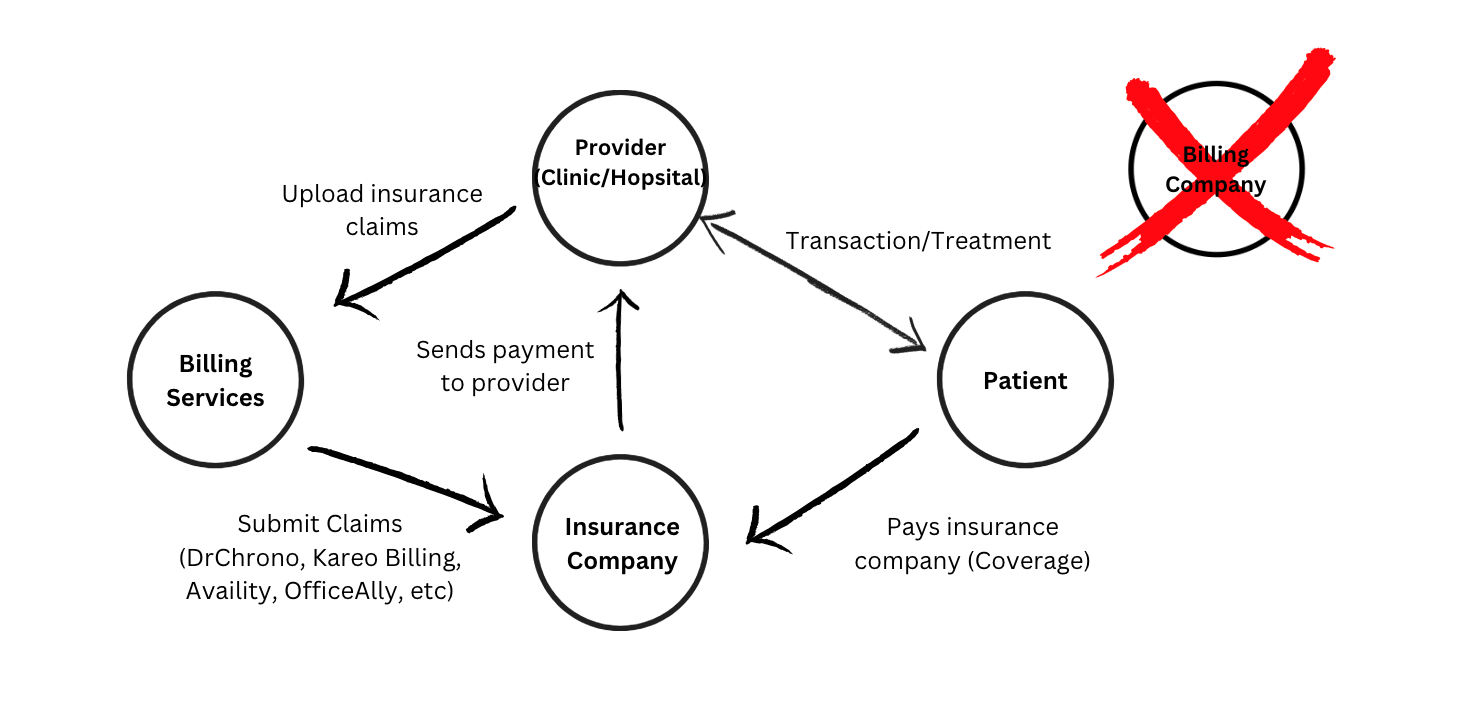 Provider
(Clinic/Hopsital)
Billing
Company
Upload insurance
claims
Transaction/Treatment
Sends payment
to provider
Billing
Services
Patient
Submit Claims
(DrChrono, Kareo Billing,
Availity, OfficeAlly, etc)
Insurance
Company
Pays insurance
company (Coverage)